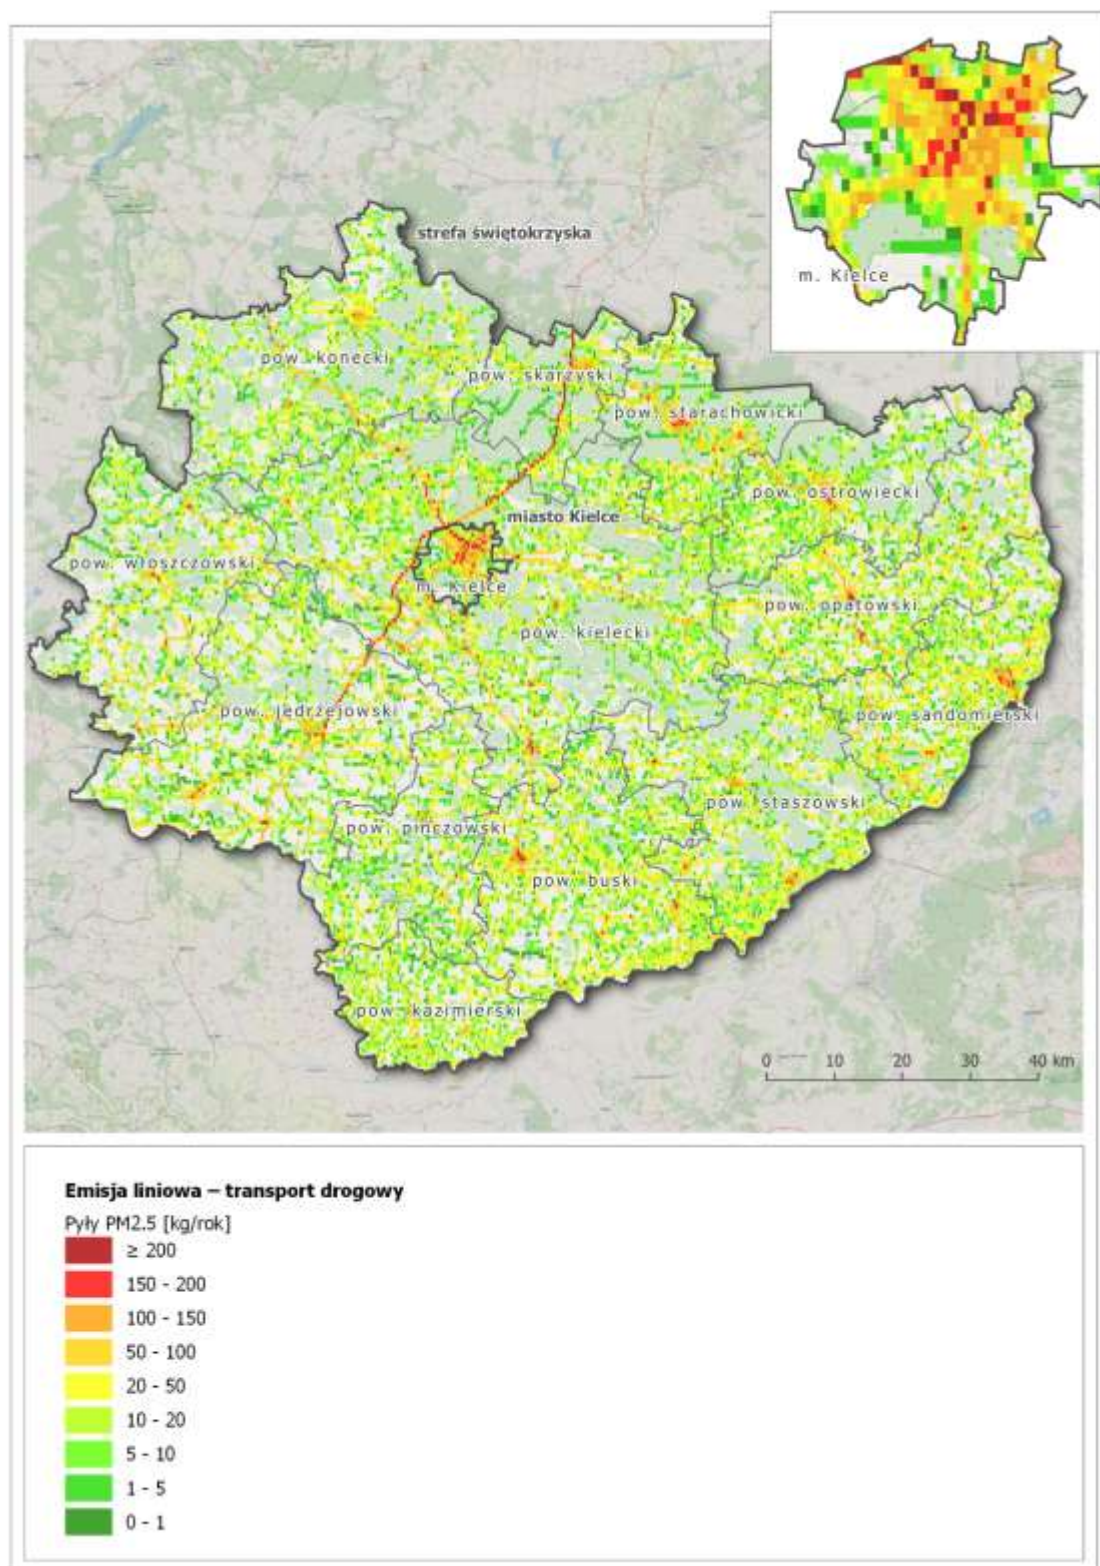 m. Kielce
strefa świętokrzyska
pow. konecki
pow. skarżyski
pow. starachowicki
pow. ostrowiecki
miasto Kielce
pow. włoszczowski
m. Kielce
pow. opatowski
pow. kielecki
pow. jędrzejowski
pow. sandomierski
pow. staszowski
pow. pińczowski
pow. buski
pow. kazimierski
0 10 20 30 40 km
Emisja liniowa – transport drogowy
Pyły PM2.5 [kg/rok]
≥ 200
150 - 200
100 - 150
50 - 100
20 - 50
10 - 20
5 - 10
1 - 5
0 - 1